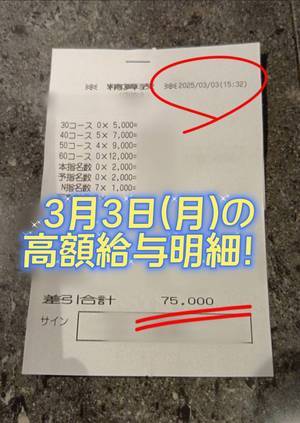 ※ 精算書 ※ 2025/03/03(15:32)
30コース 0× 5,000=
40コース 5× 7,000=
50コース 4× 9,000=
60コース 0×12,000=
本指名数 0× 2,000=
予指名数 0× 2,000=
N指名数 7× 1,000=
3月3日(月)の
高額給与明細!
差引合計 75,000
サイン